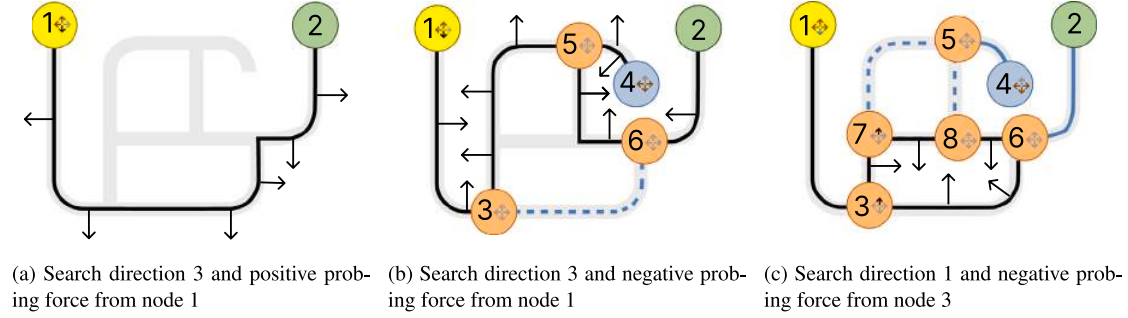 1 2
1 5 4 2 6 3
1 5 4 2 7 8 6 3
(a) Search direction 3 and positive prob-
ing force from node 1
(b) Search direction 3 and negative prob-
ing force from node 1
(c) Search direction 1 and negative prob-
ing force from node 3